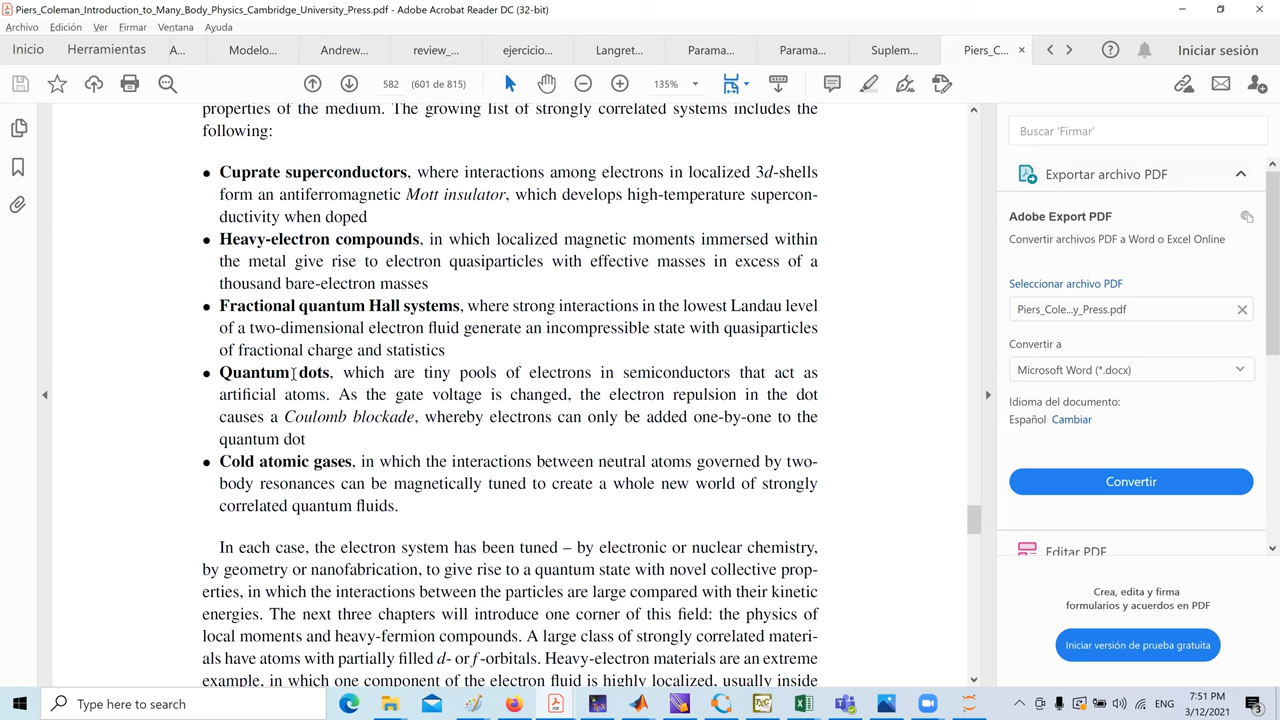 Piers_Coleman_Introduction_to_Many_Body_Physics_Cambridge_University_Press.pdf - Adobe Acrobat Reader DC (32-bit)
Archivo Edición Ver Firmar Ventana Ayuda
Inicio Herramientas A... Modelo... Andrew... review_... ejercicio... Langret... Parama... Parama... Suplem... Piers_C... × Iniciar sesión
582 (601 of 815) 135%
properties of the medium. The growing list of strongly correlated systems includes the
following:
• Cuprate superconductors, where interactions among electrons in localized 3d-shells
form an antiferromagnetic Mott insulator, which develops high-temperature supercon-
ductivity when doped
• Heavy-electron compounds, in which localized magnetic moments immersed within
the metal give rise to electron quasiparticles with effective masses in excess of a
thousand bare-electron masses
• Fractional quantum Hall systems, where strong interactions in the lowest Landau level
of a two-dimensional electron fluid generate an incompressible state with quasiparticles
of fractional charge and statistics
• Quantum dots, which are tiny pools of electrons in semiconductors that act as
artificial atoms. As the gate voltage is changed, the electron repulsion in the dot
causes a Coulomb blockade, whereby electrons can only be added one-by-one to the
quantum dot
• Cold atomic gases, in which the interactions between neutral atoms governed by two-
body resonances can be magnetically tuned to create a whole new world of strongly
correlated quantum fluids.
In each case, the electron system has been tuned – by electronic or nuclear chemistry,
by geometry or nanofabrication, to give rise to a quantum state with novel collective prop-
erties, in which the interactions between the particles are large compared with their kinetic
energies. The next three chapters will introduce one corner of this field: the physics of
local moments and heavy-fermion compounds. A large class of strongly correlated materi-
als have atoms with partially filled d- or f-orbitals. Heavy-electron materials are an extreme
example, in which one component of the electron fluid is highly localized, usually inside
Buscar 'Firmar'
Exportar archivo PDF
Adobe Export PDF
Convertir archivos PDF a Word o Excel Online
Seleccionar archivo PDF
Piers_Cole...y_Press.pdf
Convertir a
Microsoft Word (*.docx)
Idioma del documento:
Español Cambiar
Convertir
Editar PDF
Crea, edita y firma
formularios y acuerdos en PDF
Iniciar versión de prueba gratuita
Type here to search
ENG
7:51 PM
3/12/2021
3